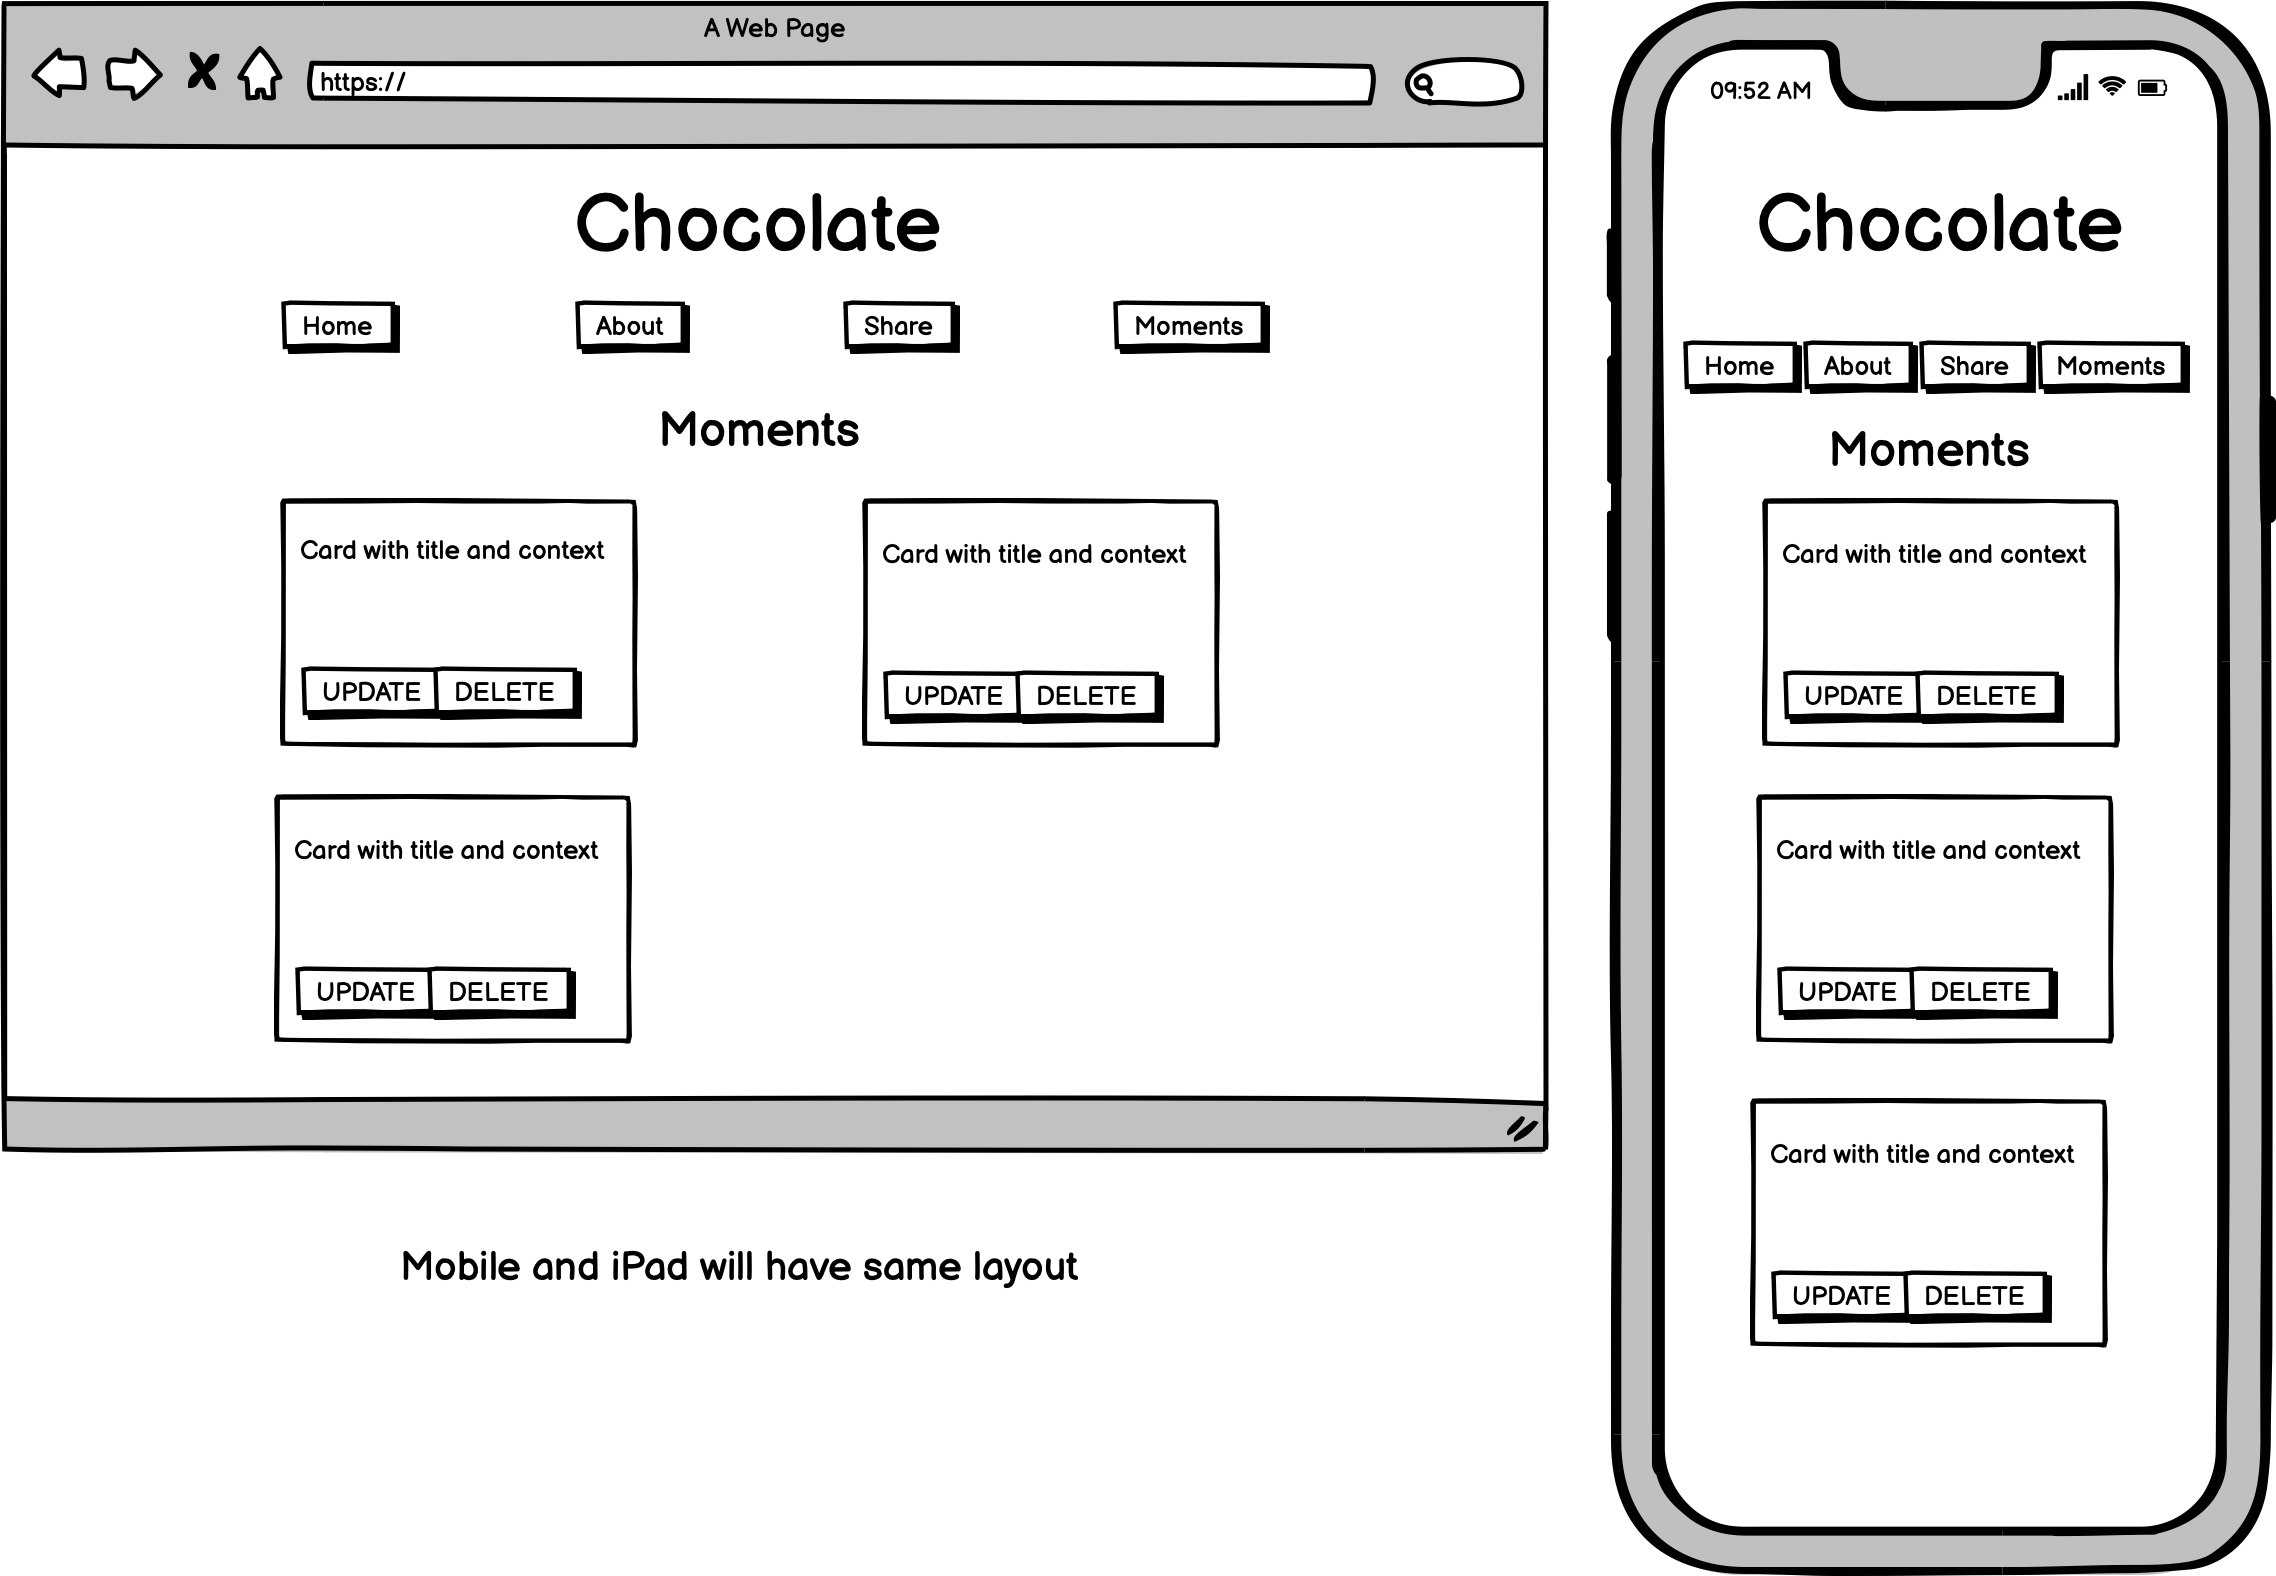 A Web Page
https://
Chocolate
Home About Share Moments
Moments
Card with title and context
UPDATE DELETE
Card with title and context
UPDATE DELETE
Card with title and context
UPDATE DELETE
Mobile and iPad will have same layout
09:52 AM
Chocolate
Home About Share Moments
Moments
Card with title and context
UPDATE DELETE
Card with title and context
UPDATE DELETE
Card with title and context
UPDATE DELETE